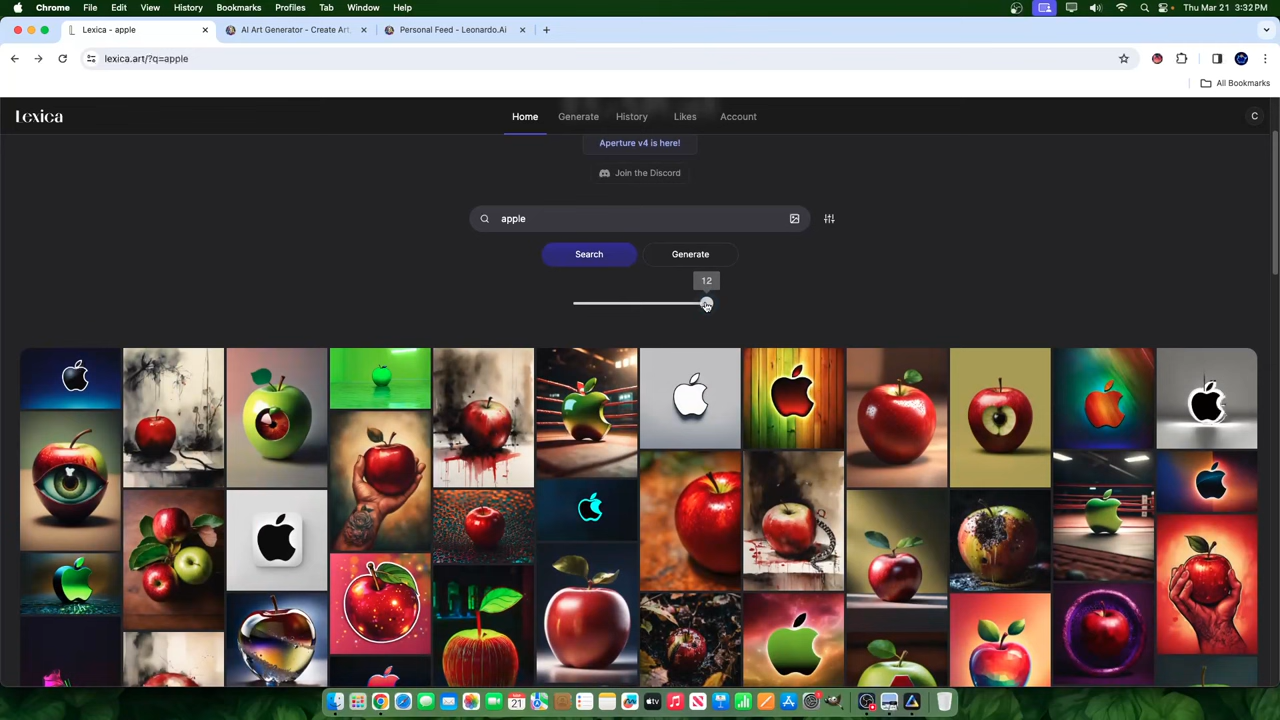 Chrome File Edit View History Bookmarks Profiles Tab Window Help Thu Mar 21 3:32 PM
Lexica - apple AI Art Generator - Create Art, Personal Feed - Leonardo.Ai
lexica.art/?q=apple
All Bookmarks
Lexica Home Generate History Likes Account C
Aperture v4 is here!
Join the Discord
apple
Search Generate
12